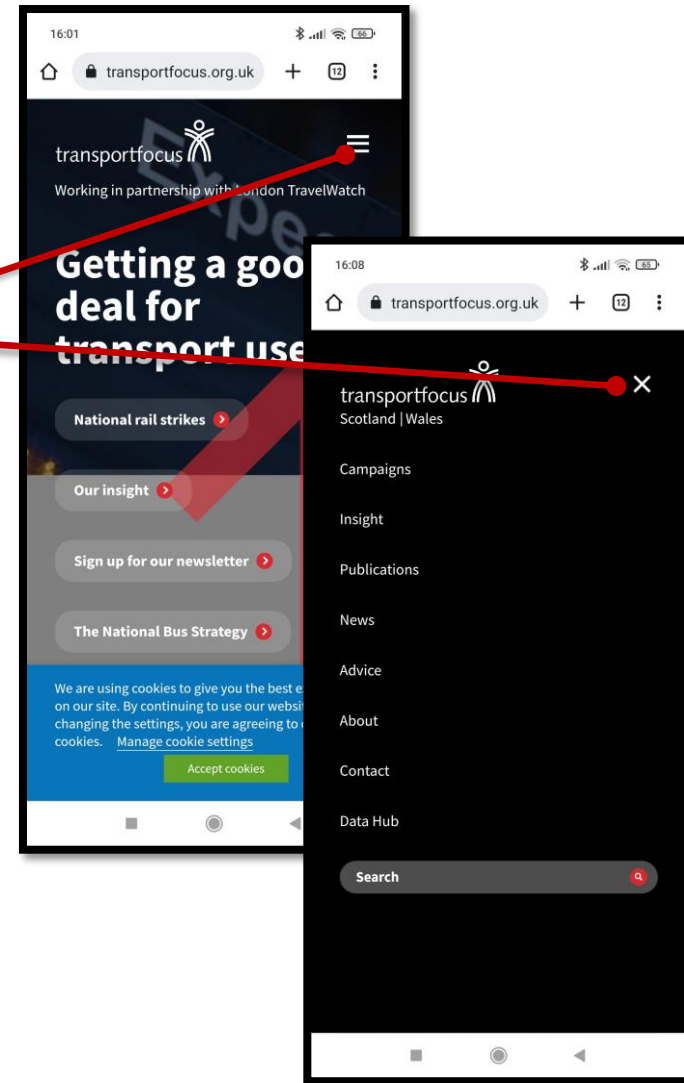 16:01
66
transportfocus.org.uk
12
transportfocus
Working in partnership with London TravelWatch
Expe
Getting a goo
deal for
transport use
National rail strikes
Our insight
Sign up for our newsletter
The National Bus Strategy
We are using cookies to give you the best e
on our site. By continuing to use our websi
changing the settings, you are agreeing to
cookies. Manage cookie settings
Accept cookies
16:08
65
transportfocus.org.uk
12
transportfocus
Scotland | Wales
Campaigns
Insight
Publications
News
Advice
About
Contact
Data Hub
Search